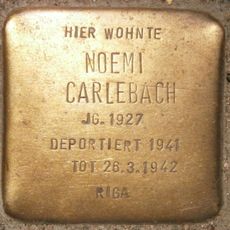 HIER WOHNTE
NOEMI
CARLEBACH
JG. 1927
DEPORTIERT 1941
TOT 26.3.1942
RIGA